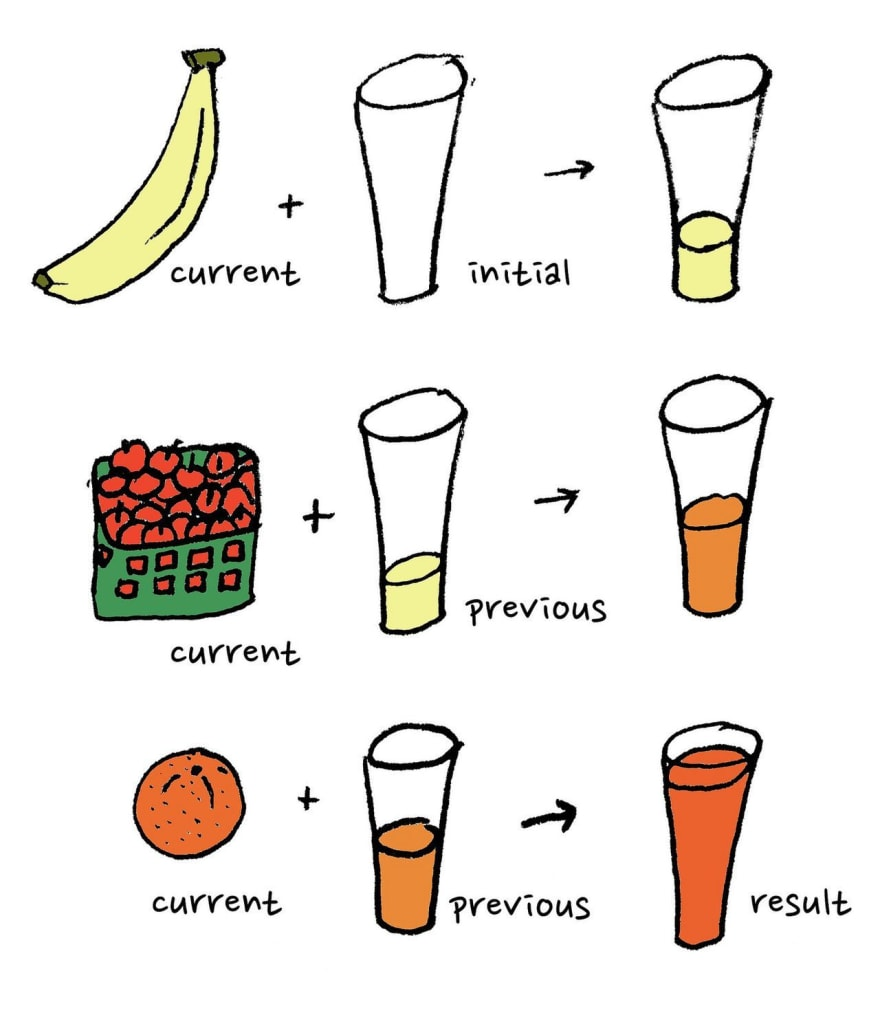 +
→
current
initial
+
→
previous
current
+
→
current
previous
result